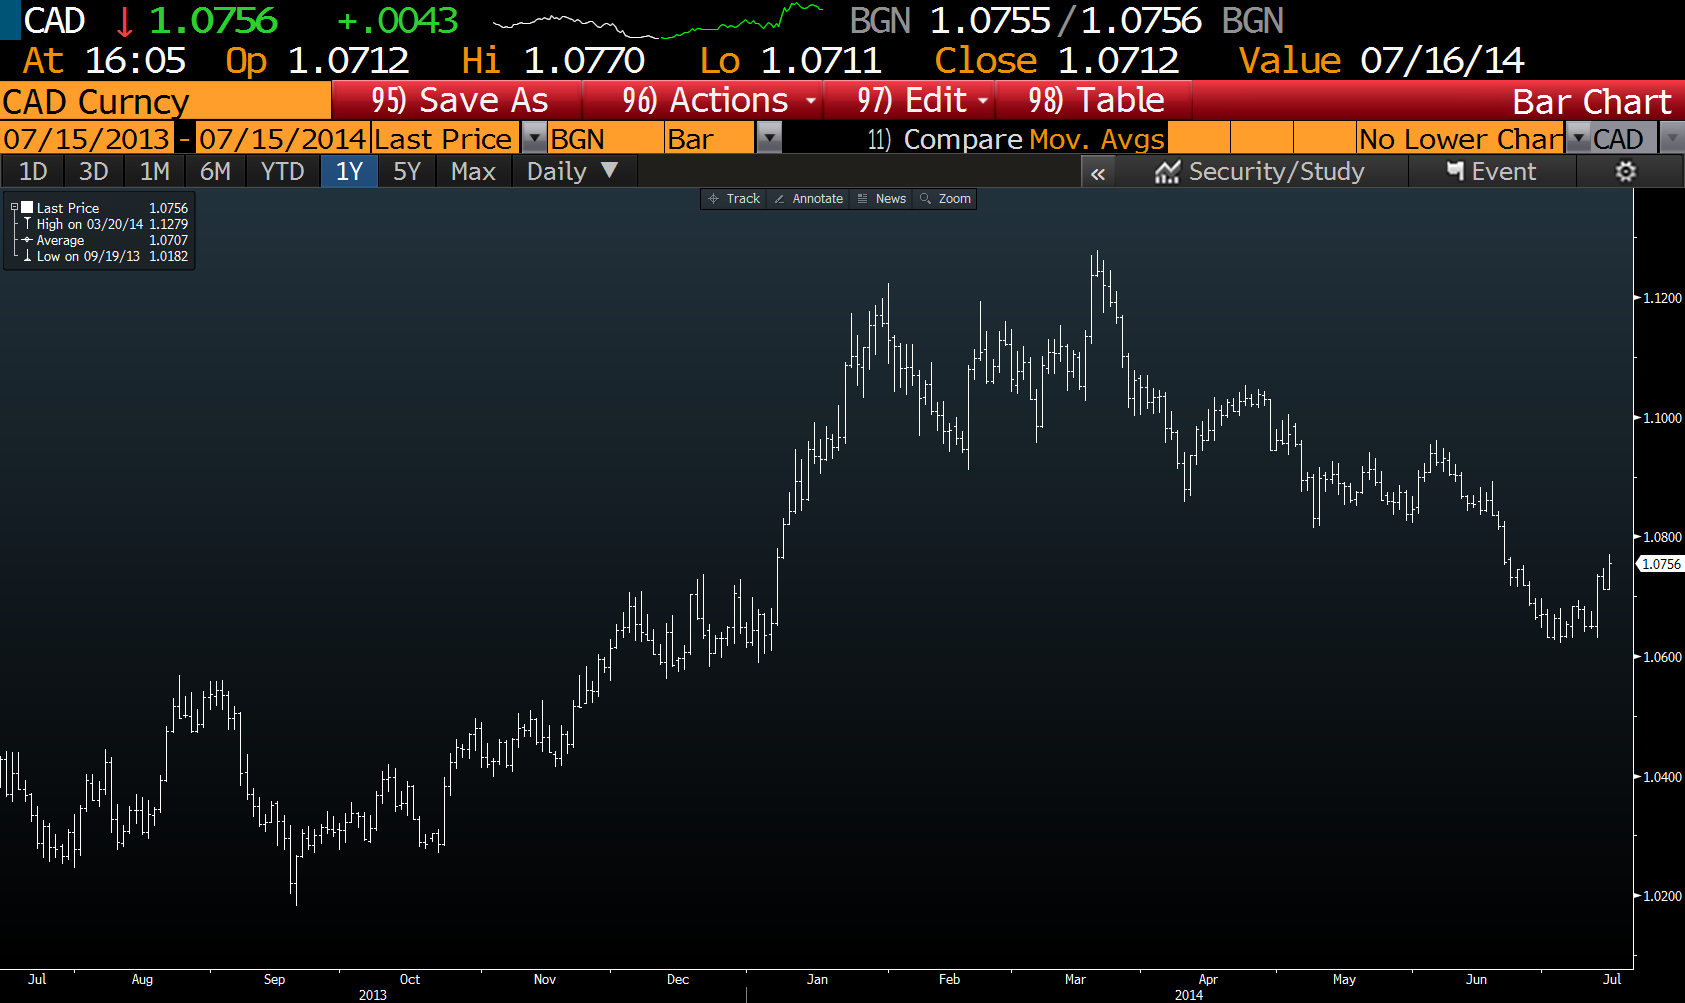 CAD ↓ 1.0756 +.0043 BGN 1.0755/1.0756 BGN
At 16:05 Op 1.0712 Hi 1.0770 Lo 1.0711 Close 1.0712 Value 07/16/14
CAD Curncy 95) Save As 96) Actions 97) Edit 98) Table Bar Chart
07/15/2013 - 07/15/2014 Last Price BGN Bar 11) Compare Mov. Avgs No Lower Char CAD
1D 3D 1M 6M YTD 1Y 5Y Max Daily ▼ « Security/Study Event
Track Annotate News Zoom
Last Price 1.0756
High on 03/20/14 1.1279
Average 1.0707
Low on 09/19/13 1.0182
1.1200
1.1000
1.0800
1.0756
1.0600
1.0400
1.0200
Jul Aug Sep Oct Nov Dec Jan Feb Mar Apr May Jun Jul
2013 2014